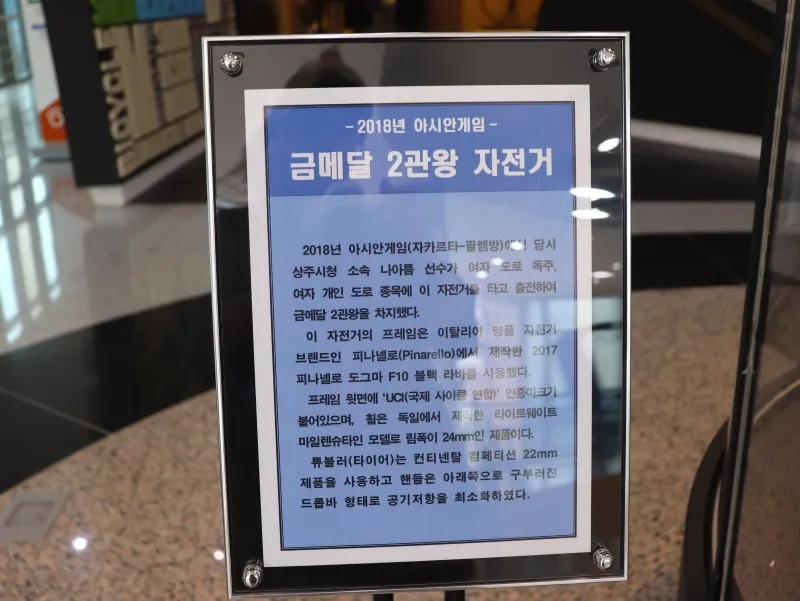 -2018년 아시안게임-
금메달 2관왕 자전거
2018년 아시안게임(자카르타-팔렘방)에서 당시
상주시청 소속 나아름 선수가 여자 도로 독주,
여자 개인 도로 종목에 이 자전거를 타고 출전하여
금메달 2관왕을 차지했다.
이 자전거의 프레임은 이탈리아 명품 자전거
브랜드인 피나넬로(Pinarello)에서 제작한 2017
피나넬로 도그마 F10 블랙 라바를 사용했다.
프레임 윗면에 'UCI(국제 사이클 연합)' 인증마크가
붙어있으며, 휠은 독일에서 제작한 라이트웨이트
마일렌슈타인 모델로 림폭이 24mm인 제품이다.
튜블러(타이어)는 컨티넨탈 컴페티션 22mm
제품을 사용하고 핸들은 아래쪽으로 구부러진
드롭바 형태로 공기저항을 최소화하였다.